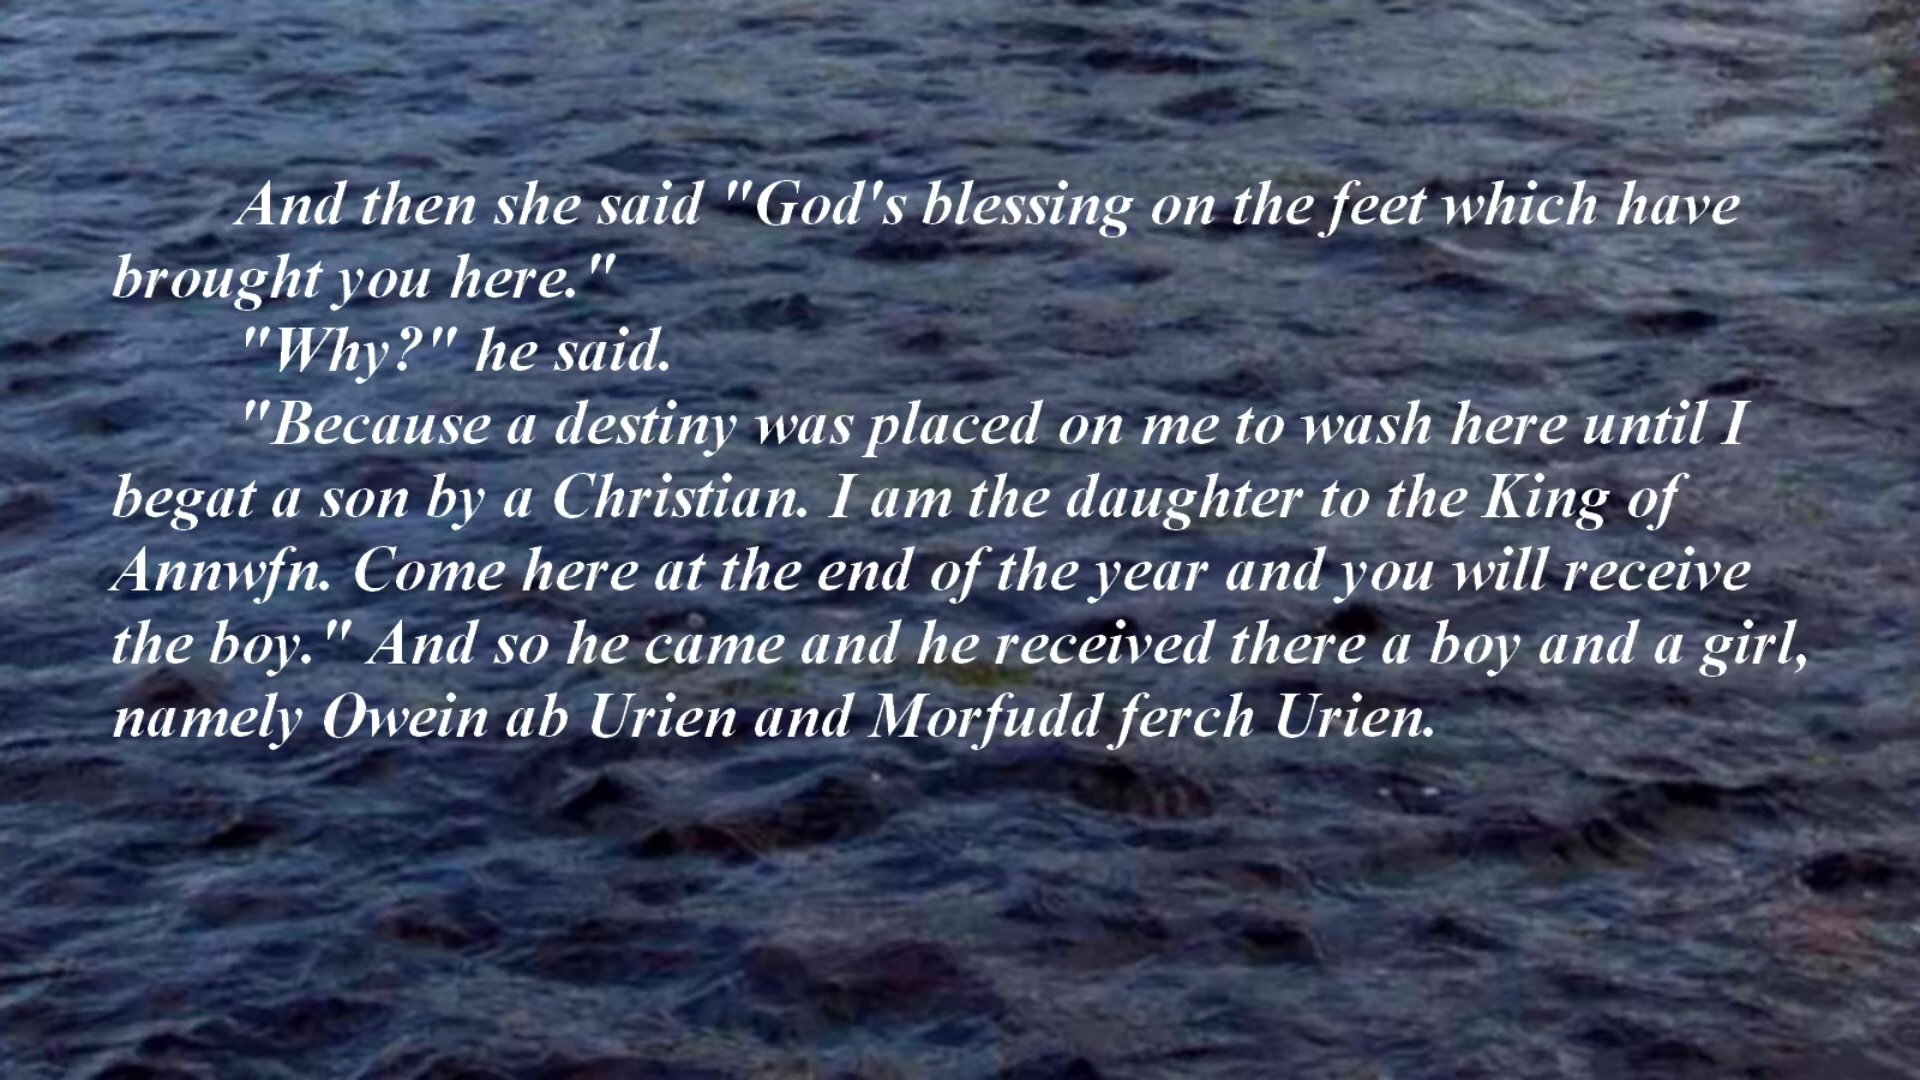 And then she said "God's blessing on the feet which have
brought you here."
"Why?" he said.
"Because a destiny was placed on me to wash here until I
begat a son by a Christian. I am the daughter to the King of
Annwfn. Come here at the end of the year and you will receive
the boy." And so he came and he received there a boy and a girl,
namely Owein ab Urien and Morfudd ferch Urien.